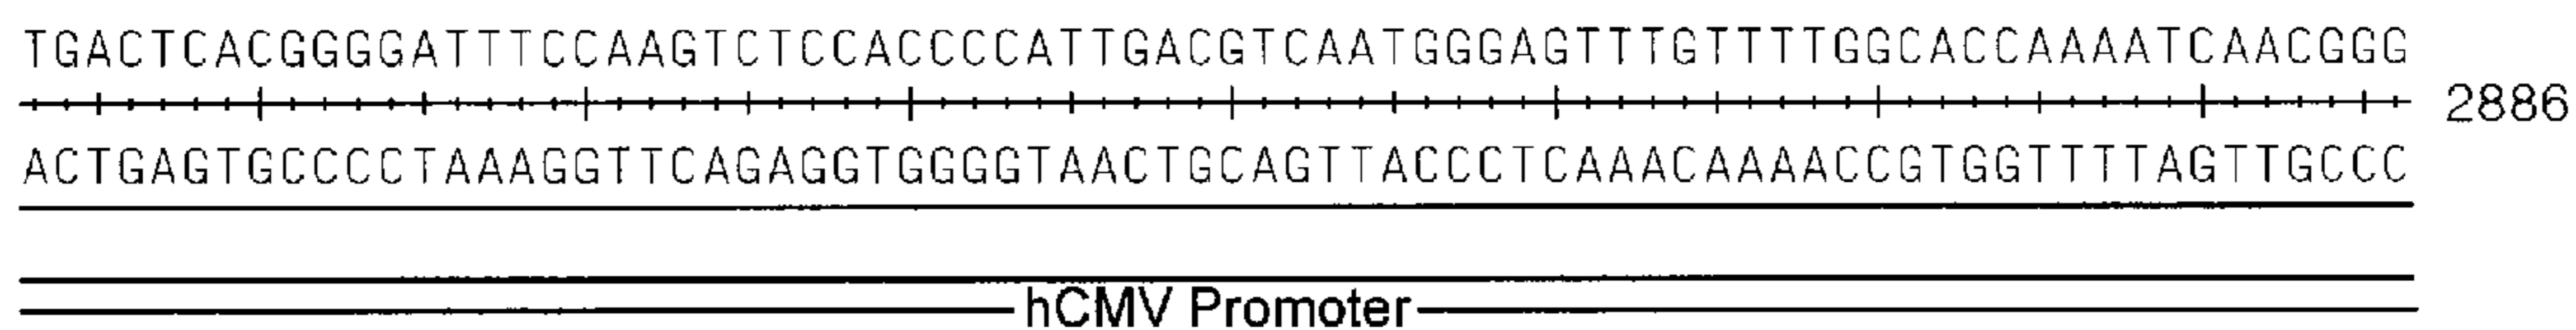 TGACTCACGGGGATTTCCAAGTCTCCACCCCATTGACGTCAATGGGAGTTTGTTTTGGCACCAAAATCAACGGG
2886
ACTGAGTGCCCCTAAAGGTTCAGAGGTGGGGTAACTGCAGTTACCCTCAAACAAAACCGTGGTTTTAGTTGCCC
hCMV Promoter